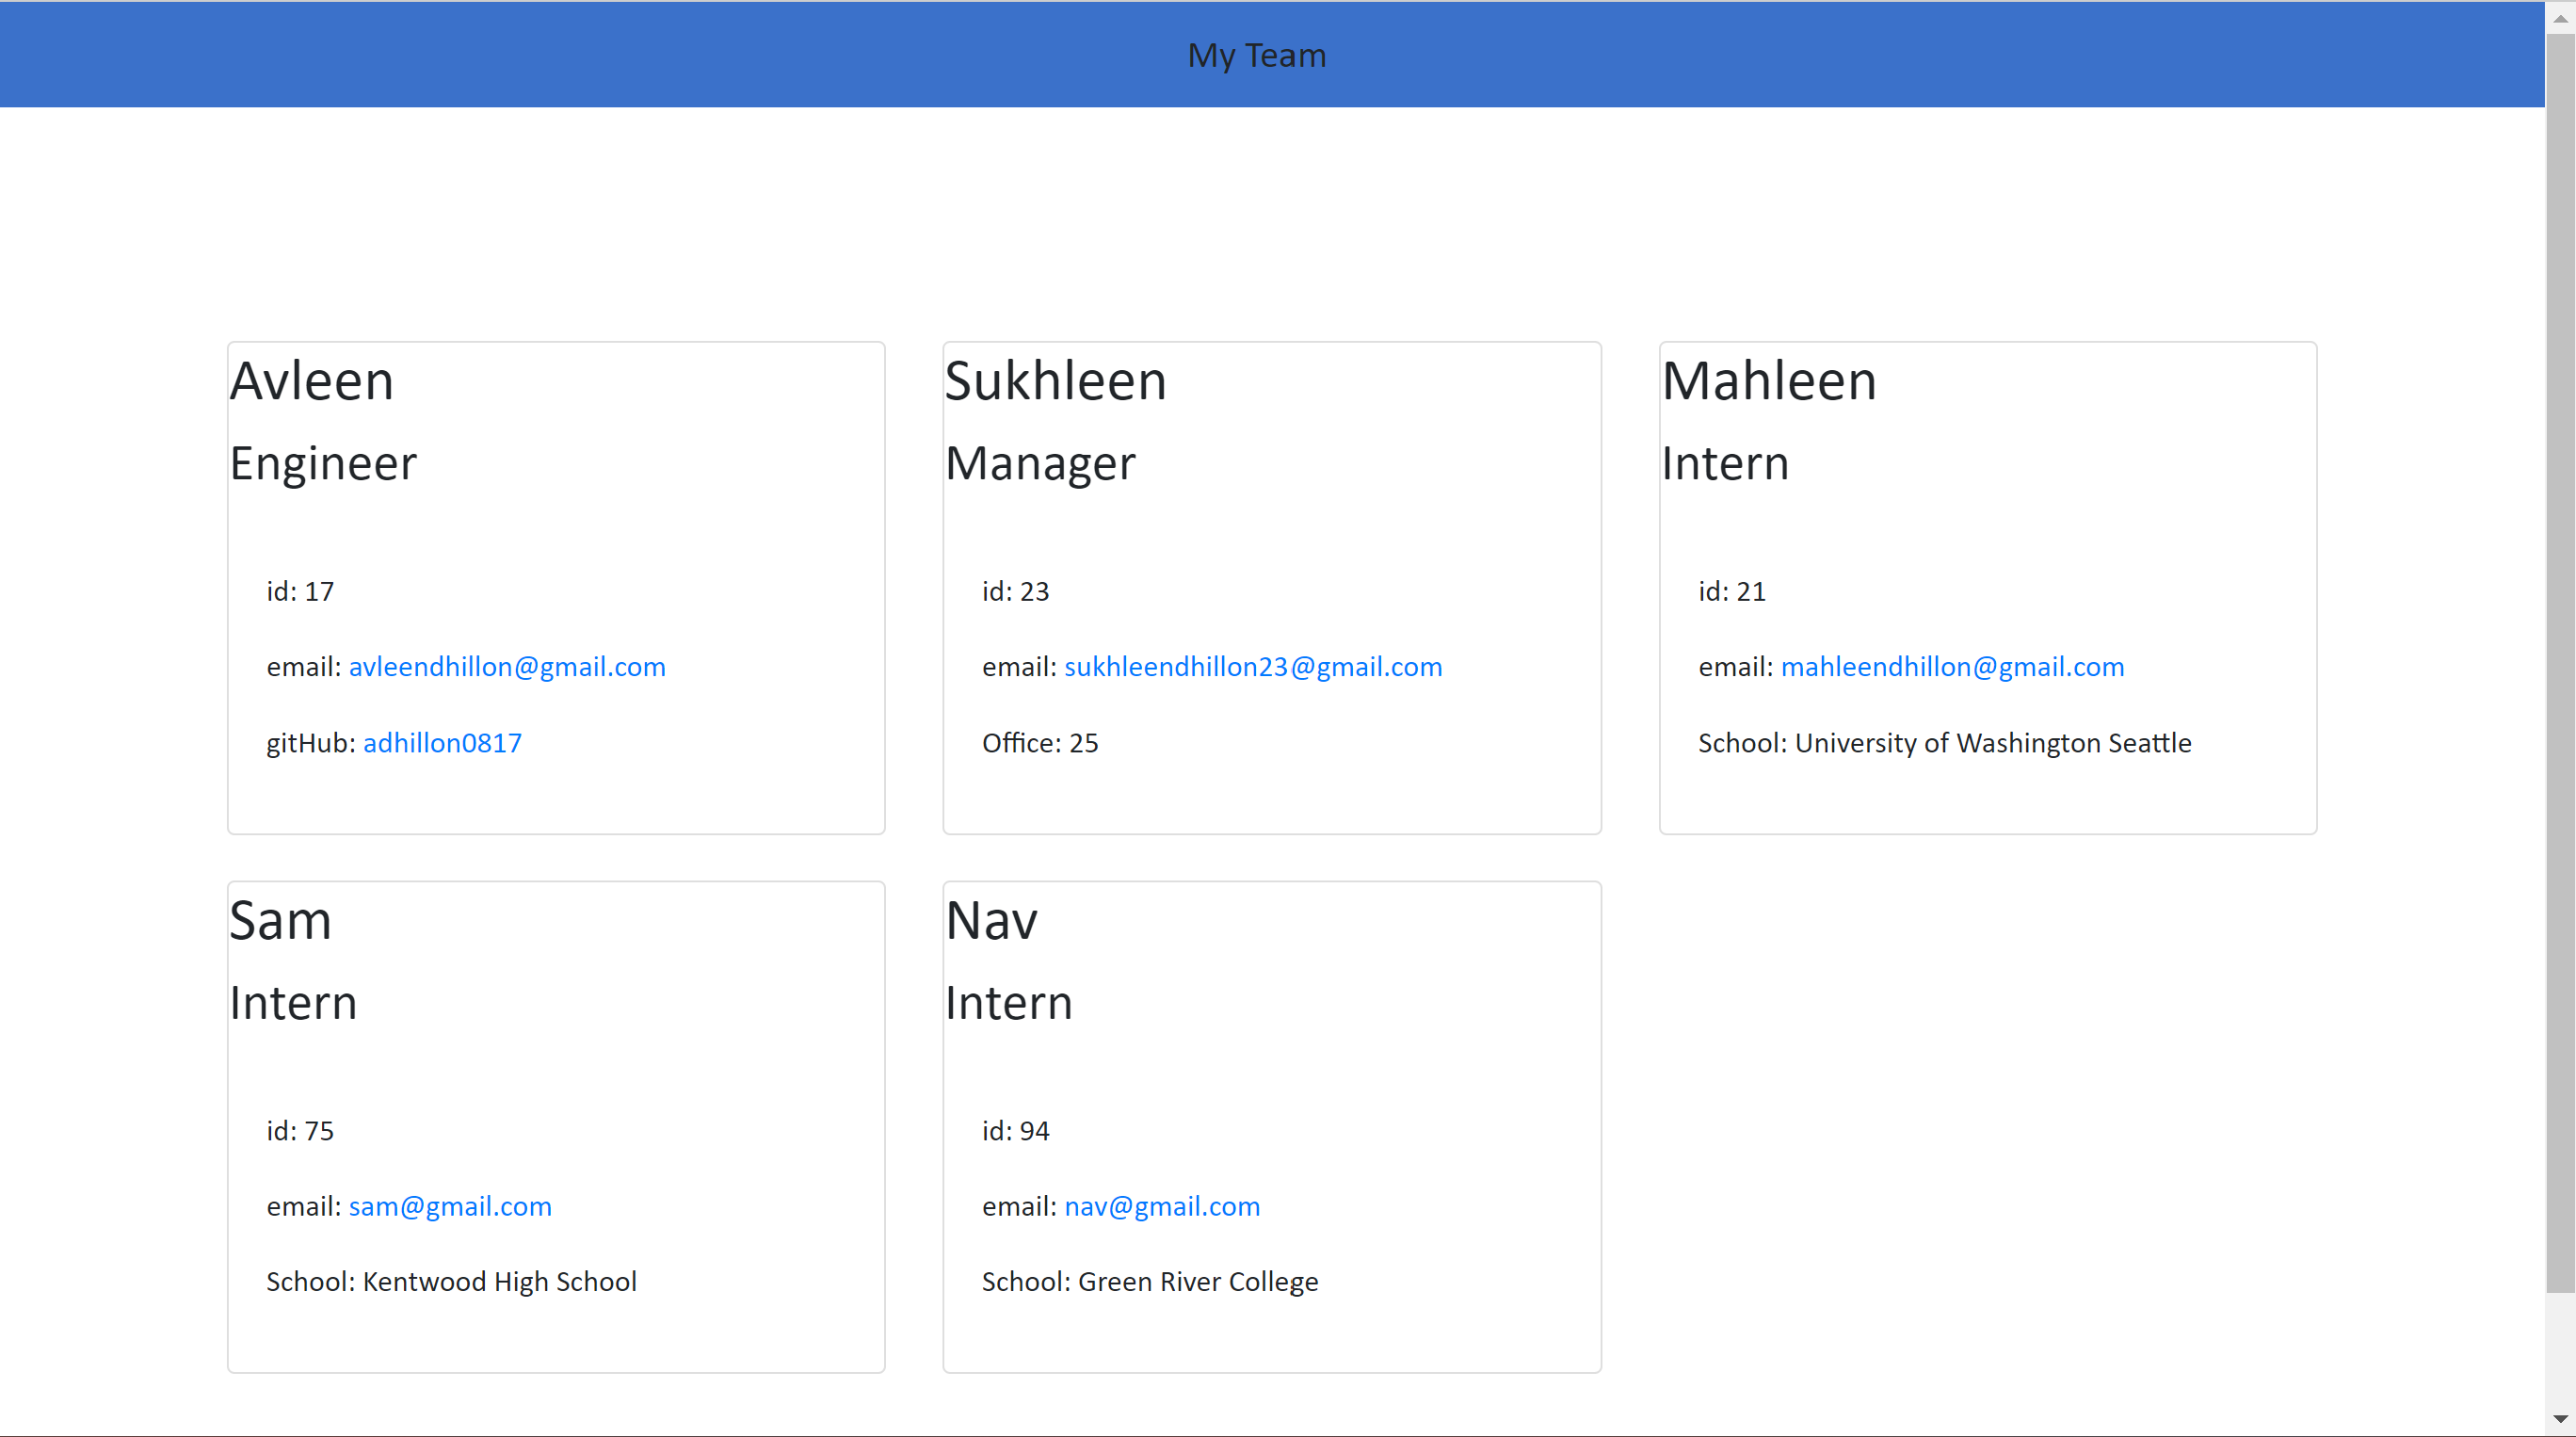 My Team
Avleen
Engineer
id: 17
email: avleendhillon@gmail.com
gitHub: adhillon0817
Sukhleen
Manager
id: 23
email: sukhleendhillon23@gmail.com
Office: 25
Mahleen
Intern
id: 21
email: mahleendhillon@gmail.com
School: University of Washington Seattle
Sam
Intern
id: 75
email: sam@gmail.com
School: Kentwood High School
Nav
Intern
id: 94
email: nav@gmail.com
School: Green River College